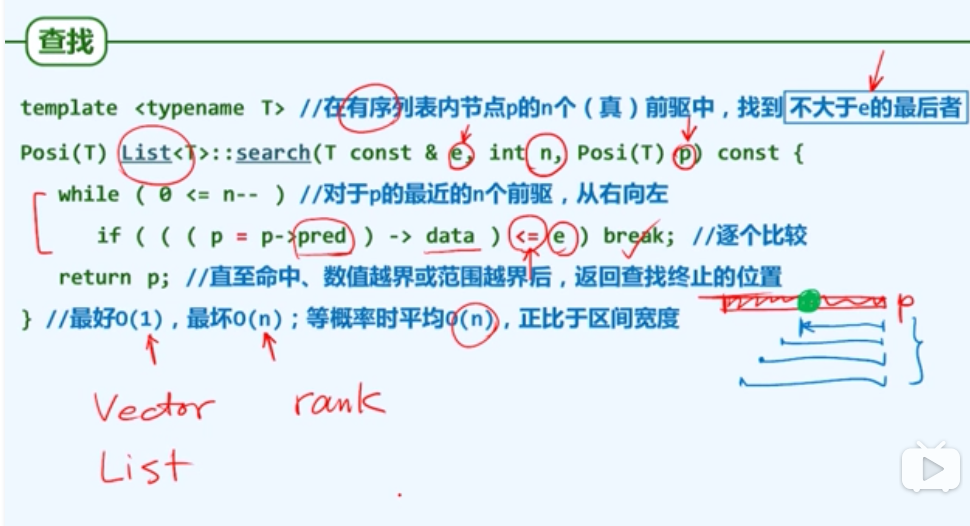 查找
template <typename T> //在有序列表内节点p的n个（真）前驱中，找到不大于e的最后者
Posi(T) List<T>::search(T const & e, int n, Posi(T) p) const {
while ( 0 <= n-- ) //对于p的最近的n个前驱，从右向左
if ( ( ( p = p->pred ) -> data ) <= e ) break; //逐个比较
return p; //直至命中、数值越界或范围越界后，返回查找终止的位置
p
} //最好O(1)，最坏O(n)；等概率时平均O(n)，正比于区间宽度
Vector rank
List